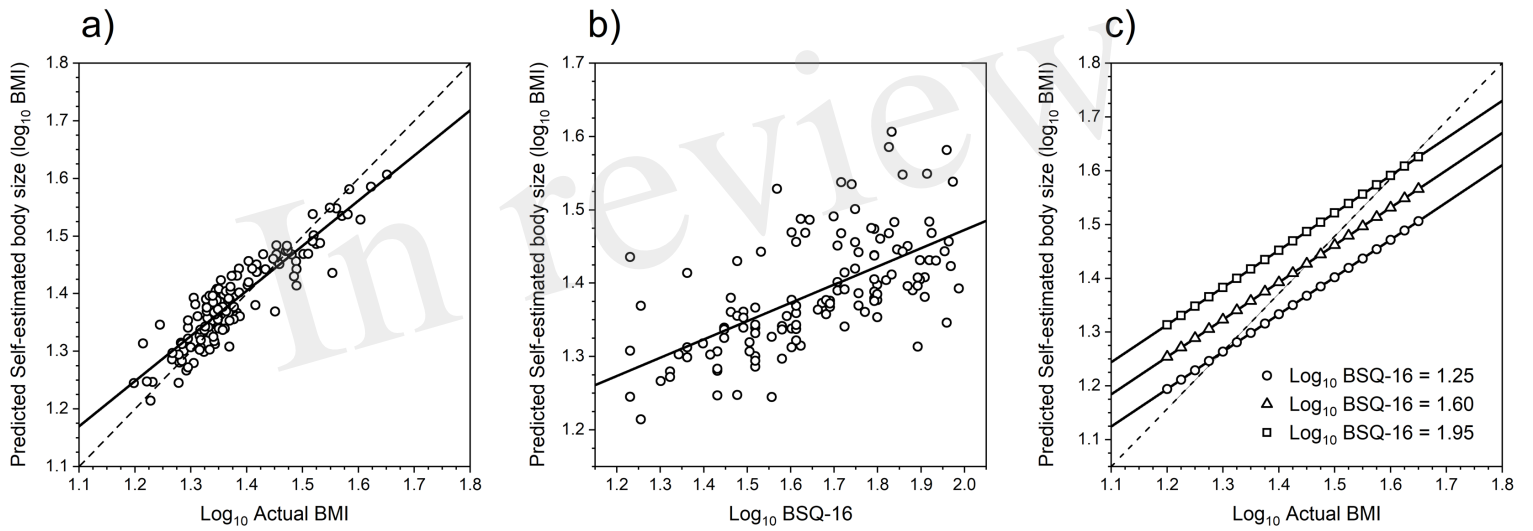 a)
Predicted Self-estimated body size (log10 BMI)
1.8
1.7
1.6
1.5
1.4
1.3
1.2
1.1
1.1 1.2 1.3 1.4 1.5 1.6 1.7 1.8
Log10 Actual BMI
b)
Predicted Self-estimated body size (log10 BMI)
1.7
1.6
1.5
1.4
1.3
1.2
1.2 1.3 1.4 1.5 1.6 1.7 1.8 1.9 2.0
Log10 BSQ-16
c)
Predicted Self-estimated body size (log10 BMI)
1.8
1.7
1.6
1.5
1.4
1.3
1.2
1.1
1.1 1.2 1.3 1.4 1.5 1.6 1.7 1.8
Log10 Actual BMI
Log10 BSQ-16 = 1.25
Log10 BSQ-16 = 1.60
Log10 BSQ-16 = 1.95
In review